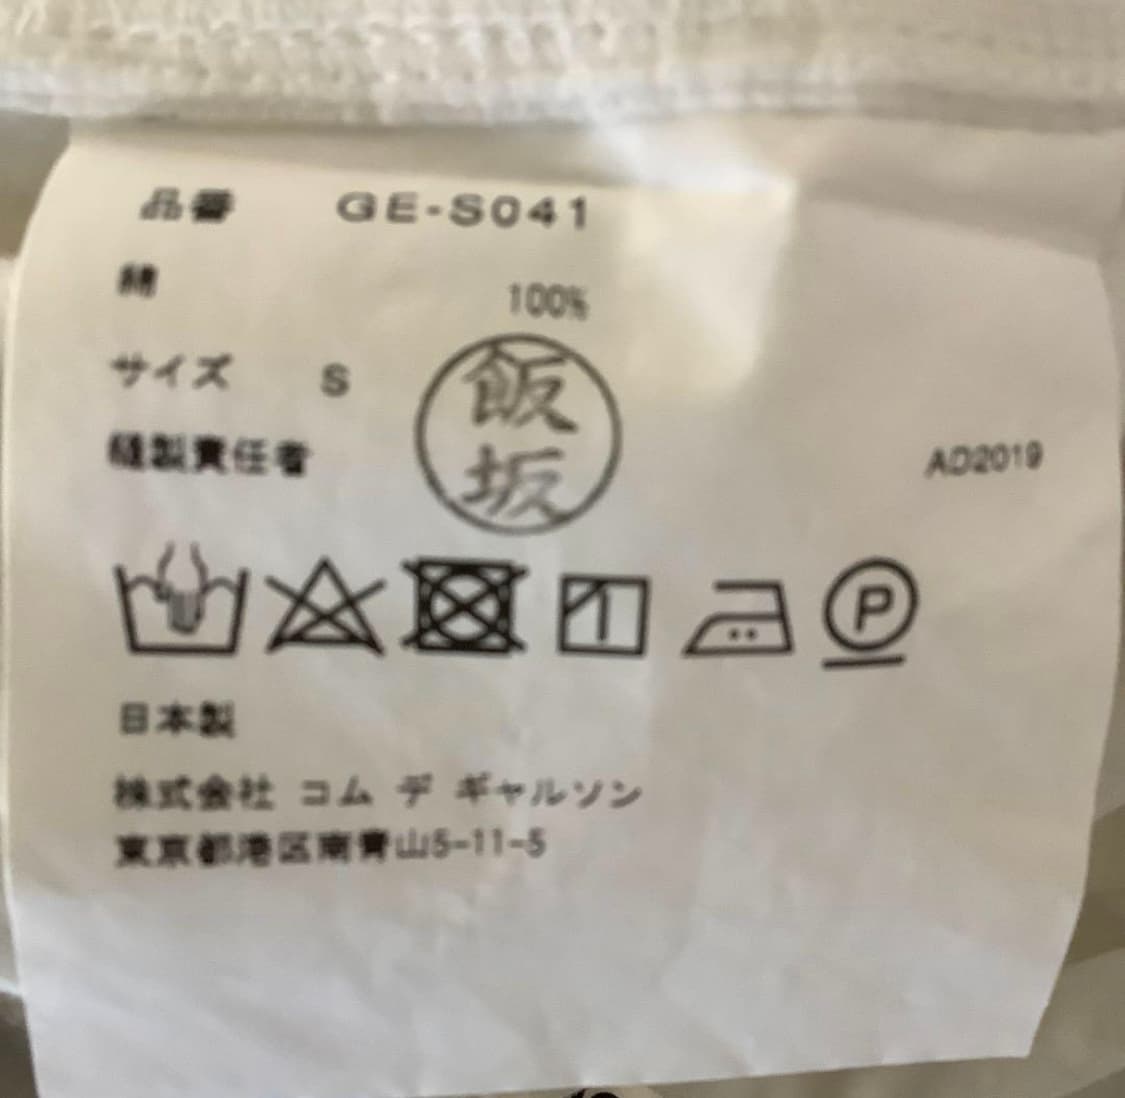 品番 GE-S041
綿 100%
サイズ S
飯坂
縫製責任者
AD2019
P
日本製
株式会社 コム デ ギャルソン
東京都港区南青山5-11-5